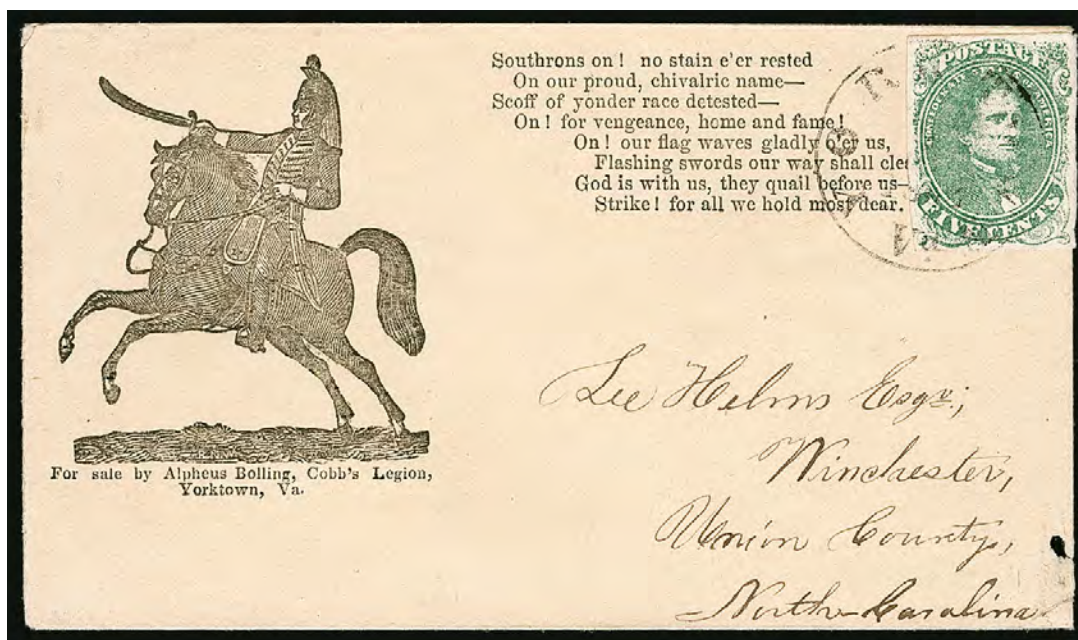 Southrons on! no stain e'er rested
On our proud, chivalric name—
Scoff of yonder race detested—
On! for vengeance, home and fame!
On! our flag waves gladly o'er us,
Flashing swords our way shall cle
God is with us, they quail before us—
Strike! for all we hold most dear.
POSTAGE
FIVE CENTS
VA
For sale by Alpheus Bolling, Cobb's Legion,
Yorktown, Va.
Lee Helms Esqr;
Winchester,
Union County,
North-Carolina